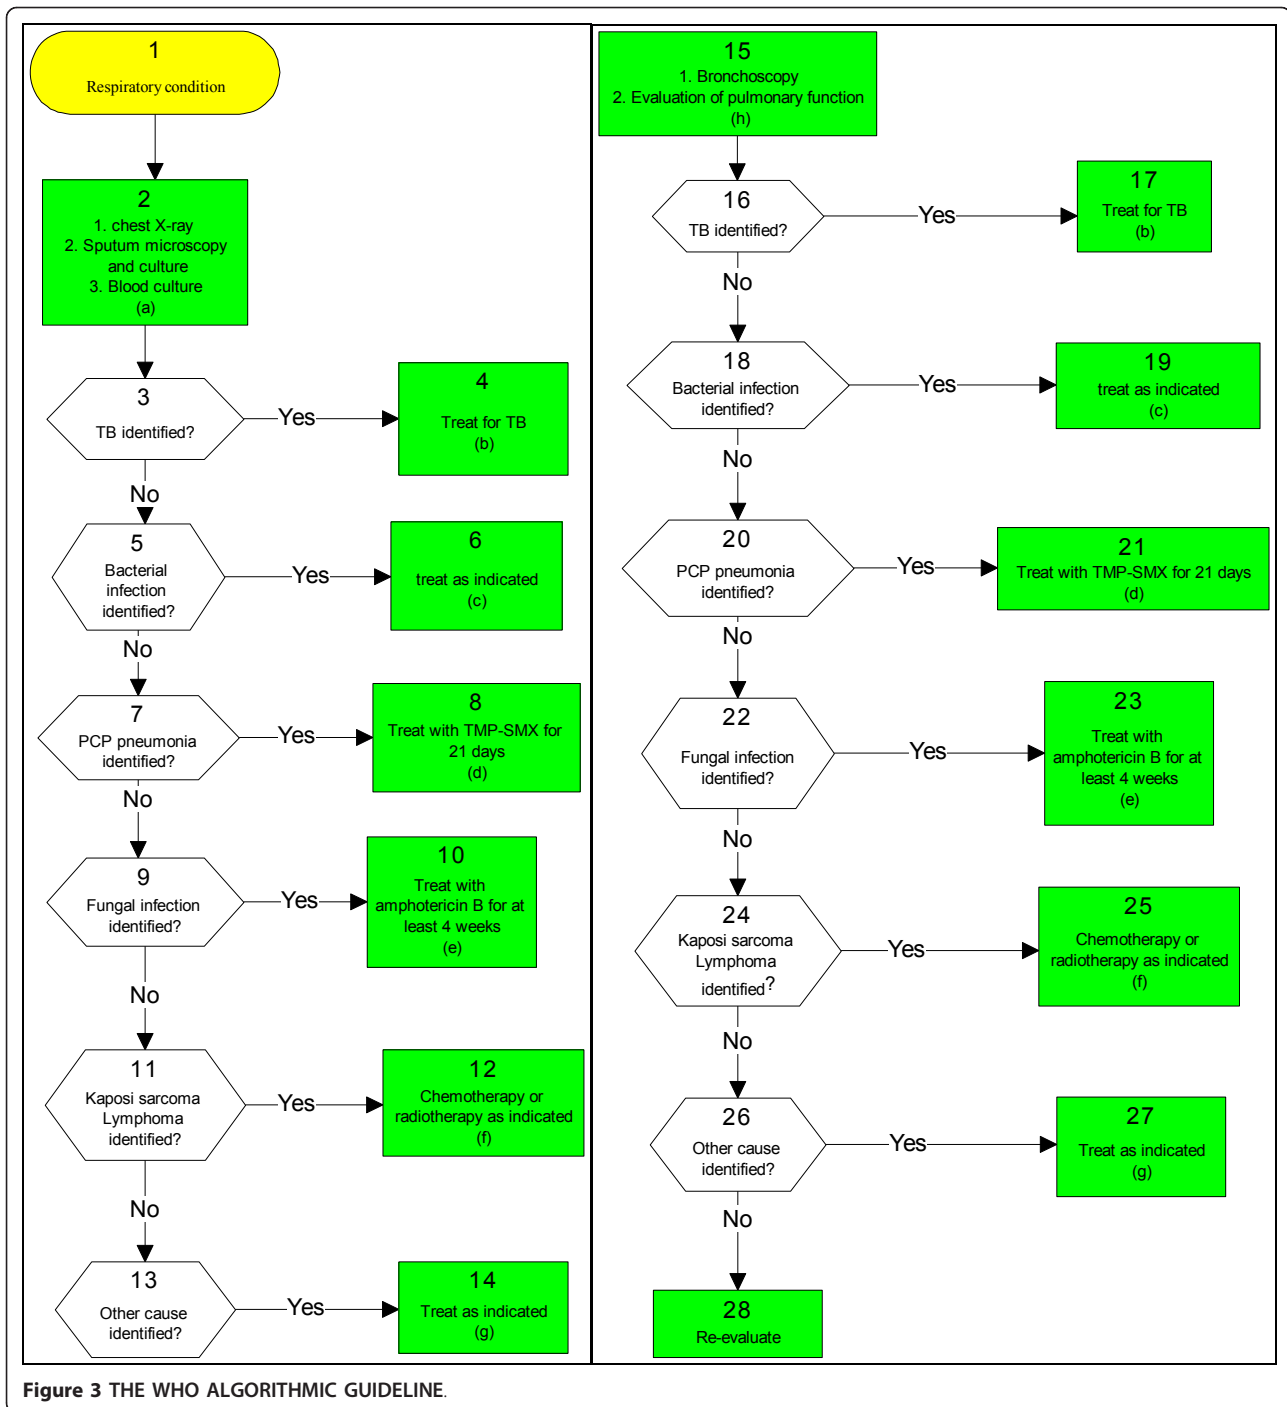 1
Respiratory condition
2
1. chest X-ray
2. Sputum microscopy
and culture
3. Blood culture
(a)
3
TB identified?
Yes
4
Treat for TB
(b)
No
5
Bacterial
infection
identified?
Yes
6
treat as indicated
(c)
No
7
PCP pneumonia
identified?
Yes
8
Treat with TMP-SMX for
21 days
(d)
No
9
Fungal infection
identified?
Yes
10
Treat with
amphotericin B for at
least 4 weeks
(e)
No
11
Kaposi sarcoma
Lymphoma
identified?
Yes
12
Chemotherapy or
radiotherapy as indicated
(f)
No
13
Other cause
identified?
Yes
14
Treat as indicated
(g)
15
1. Bronchoscopy
2. Evaluation of pulmonary function
(h)
16
TB identified?
Yes
17
Treat for TB
(b)
No
18
Bacterial infection
identified?
Yes
19
treat as indicated
(c)
No
20
PCP pneumonia
identified?
Yes
21
Treat with TMP-SMX for 21 days
(d)
No
22
Fungal infection
identified?
Yes
23
Treat with
amphotericin B for at
least 4 weeks
(e)
No
24
Kaposi sarcoma
Lymphoma
identified?
Yes
25
Chemotherapy or
radiotherapy as indicated
(f)
No
26
Other cause
identified?
Yes
27
Treat as indicated
(g)
No
28
Re-evaluate
Figure 3 THE WHO ALGORITHMIC GUIDELINE.